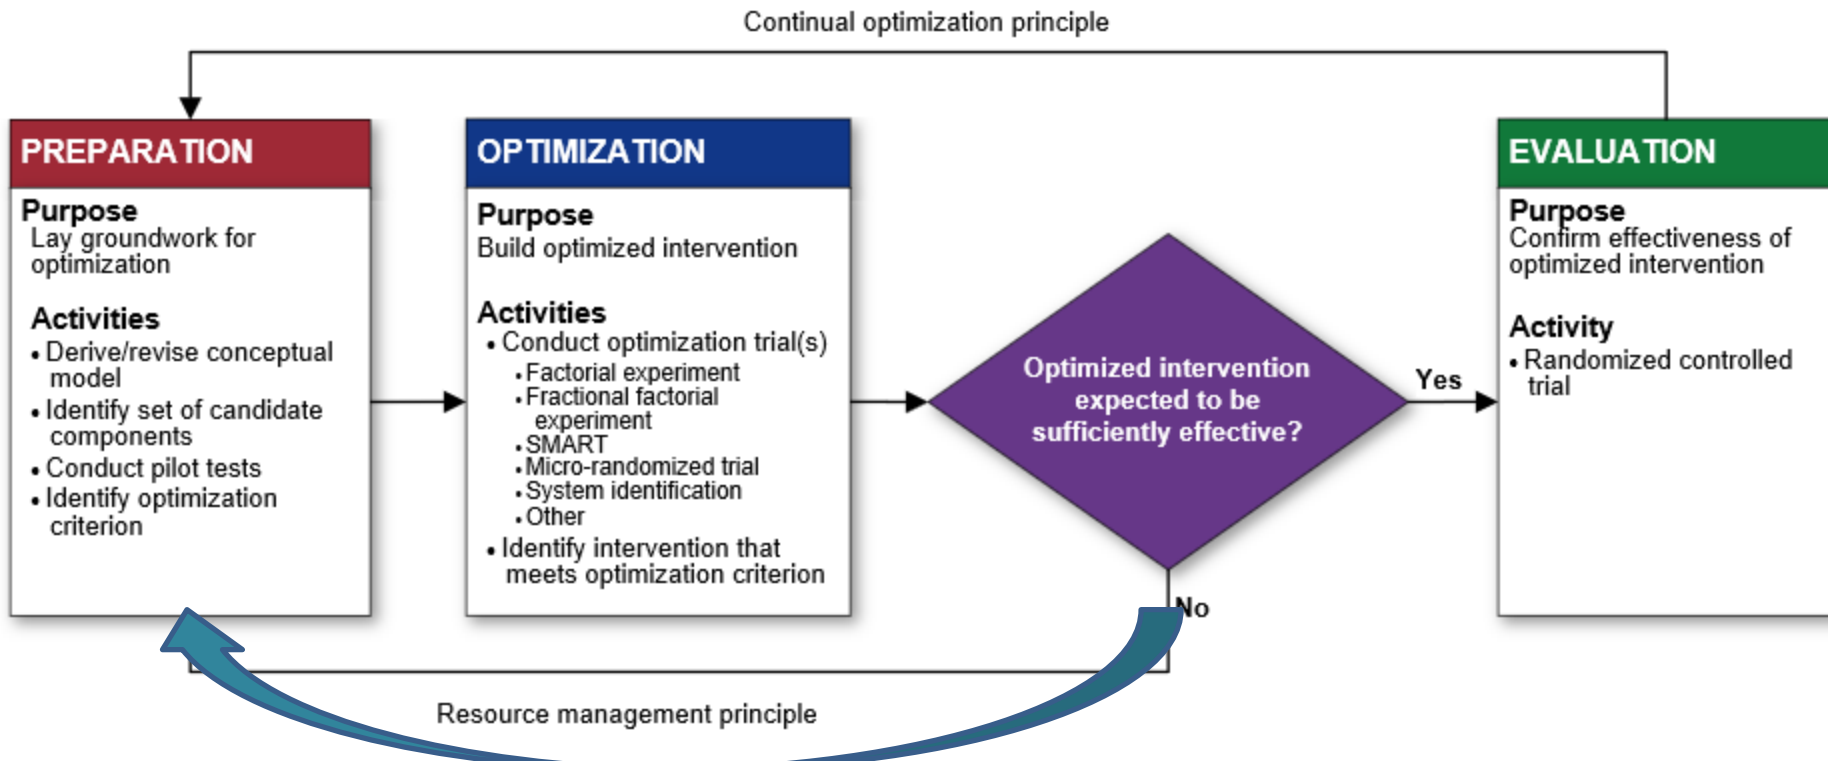 Continual optimization principle
PREPARATION
Purpose
Lay groundwork for
optimization
Activities
• Derive/revise conceptual
model
• Identify set of candidate
components
• Conduct pilot tests
• Identify optimization
criterion
OPTIMIZATION
Purpose
Build optimized intervention
Activities
• Conduct optimization trial(s)
• Factorial experiment
• Fractional factorial
experiment
• SMART
• Micro-randomized trial
• System identification
• Other
• Identify intervention that
meets optimization criterion
Optimized intervention
expected to be
sufficiently effective?
Yes
No
EVALUATION
Purpose
Confirm effectiveness of
optimized intervention
Activity
• Randomized controlled
trial
Resource management principle